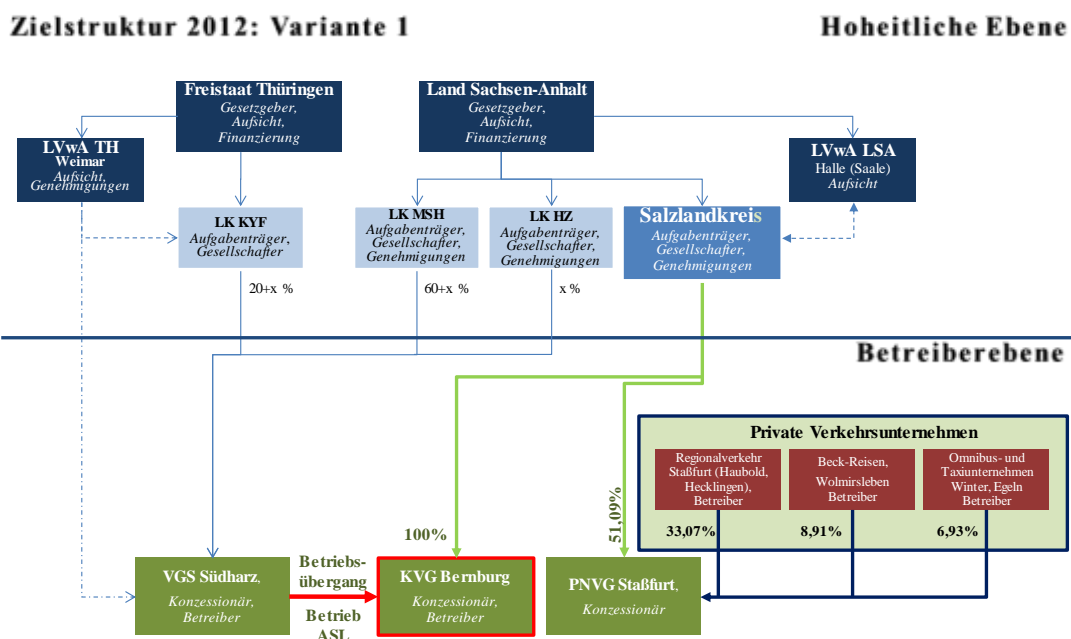 Zielstruktur 2012: Variante 1
Hoheitliche Ebene
Freistaat Thüringen
Gesetzgeber,
Aufsicht,
Finanzierung
Land Sachsen-Anhalt
Gesetzgeber,
Aufsicht,
Finanzierung
LVwA TH
Weimar
Aufsicht,
Genehmigungen
LVwA LSA
Halle (Saale)
Aufsicht
LK KYF
Aufgabenträger,
Gesellschafter
LK MSH
Aufgabenträger,
Gesellschafter,
Genehmigungen
LK HZ
Aufgabenträger,
Gesellschafter,
Genehmigungen
Salzlandkreis
Aufgabenträger,
Gesellschafter,
Genehmigungen
20+x %
60+x %
x %
Betreiberebene
Private Verkehrsunternehmen
Regionalverkehr
Staßfurt (Haubold,
Hecklingen),
Betreiber
Beck-Reisen,
Wolmirsleben
Betreiber
Omnibus- und
Taxiunternehmen
Winter, Egeln
Betreiber
33,07%
8,91%
6,93%
100%
51,09%
VGS Südharz,
Konzessionär,
Betreiber
Betriebs-
übergang
Betrieb
ASL
KVG Bernburg
Konzessionär,
Betreiber
PNVG Staßfurt,
Konzessionär